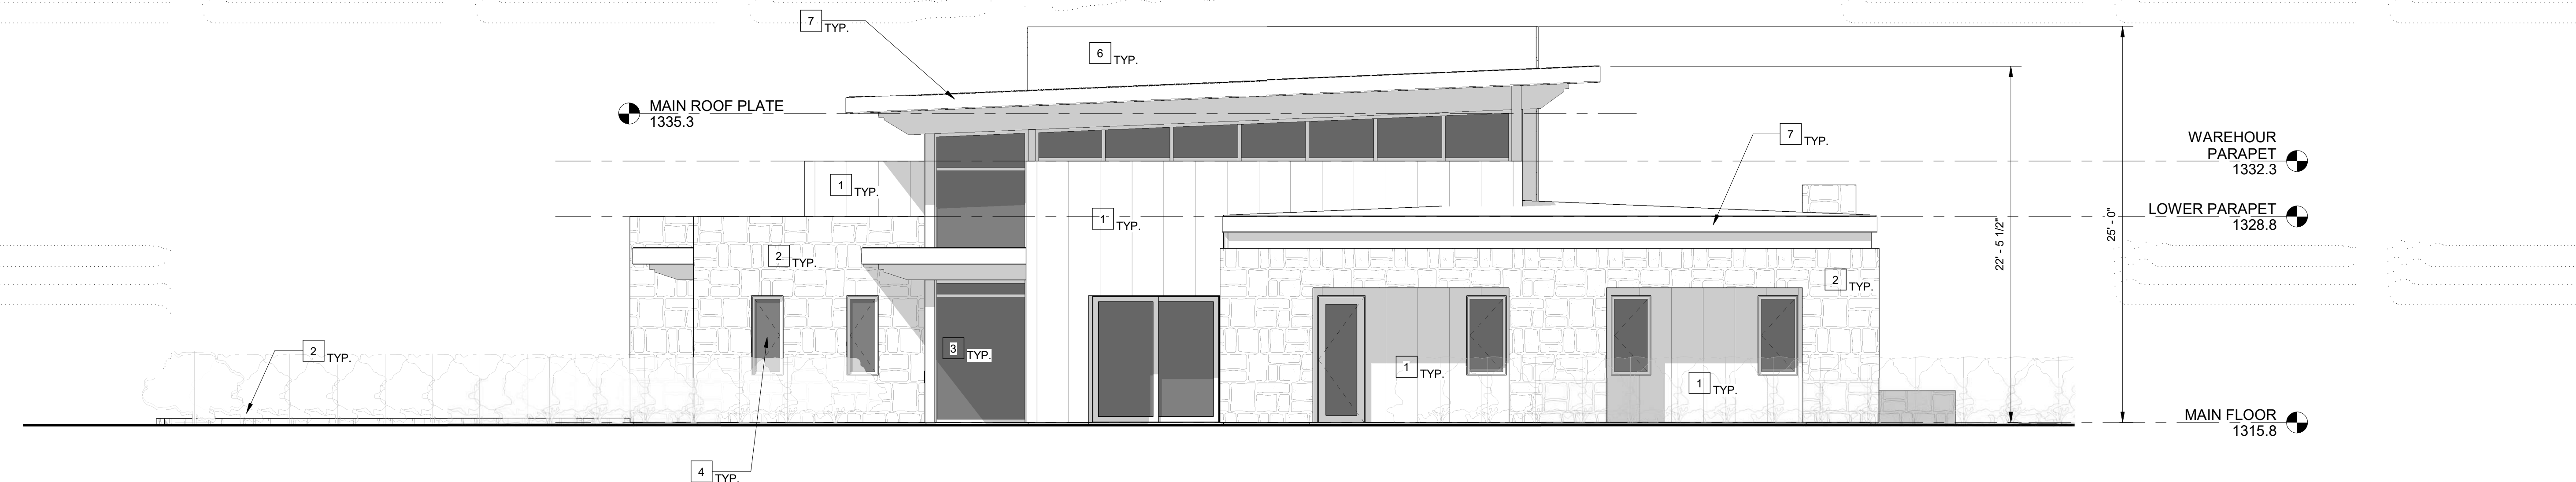 7 TYP.
6 TYP.
MAIN ROOF PLATE
1335.3
7 TYP.
WAREHOUR
PARAPET
1332.3
1 TYP.
LOWER PARAPET
1328.8
1 TYP.
22' - 5 1/2"
25' - 0"
2 TYP.
2 TYP.
3 TYP.
2 TYP.
1 TYP.
1 TYP.
MAIN FLOOR
1315.8
4 TYP.